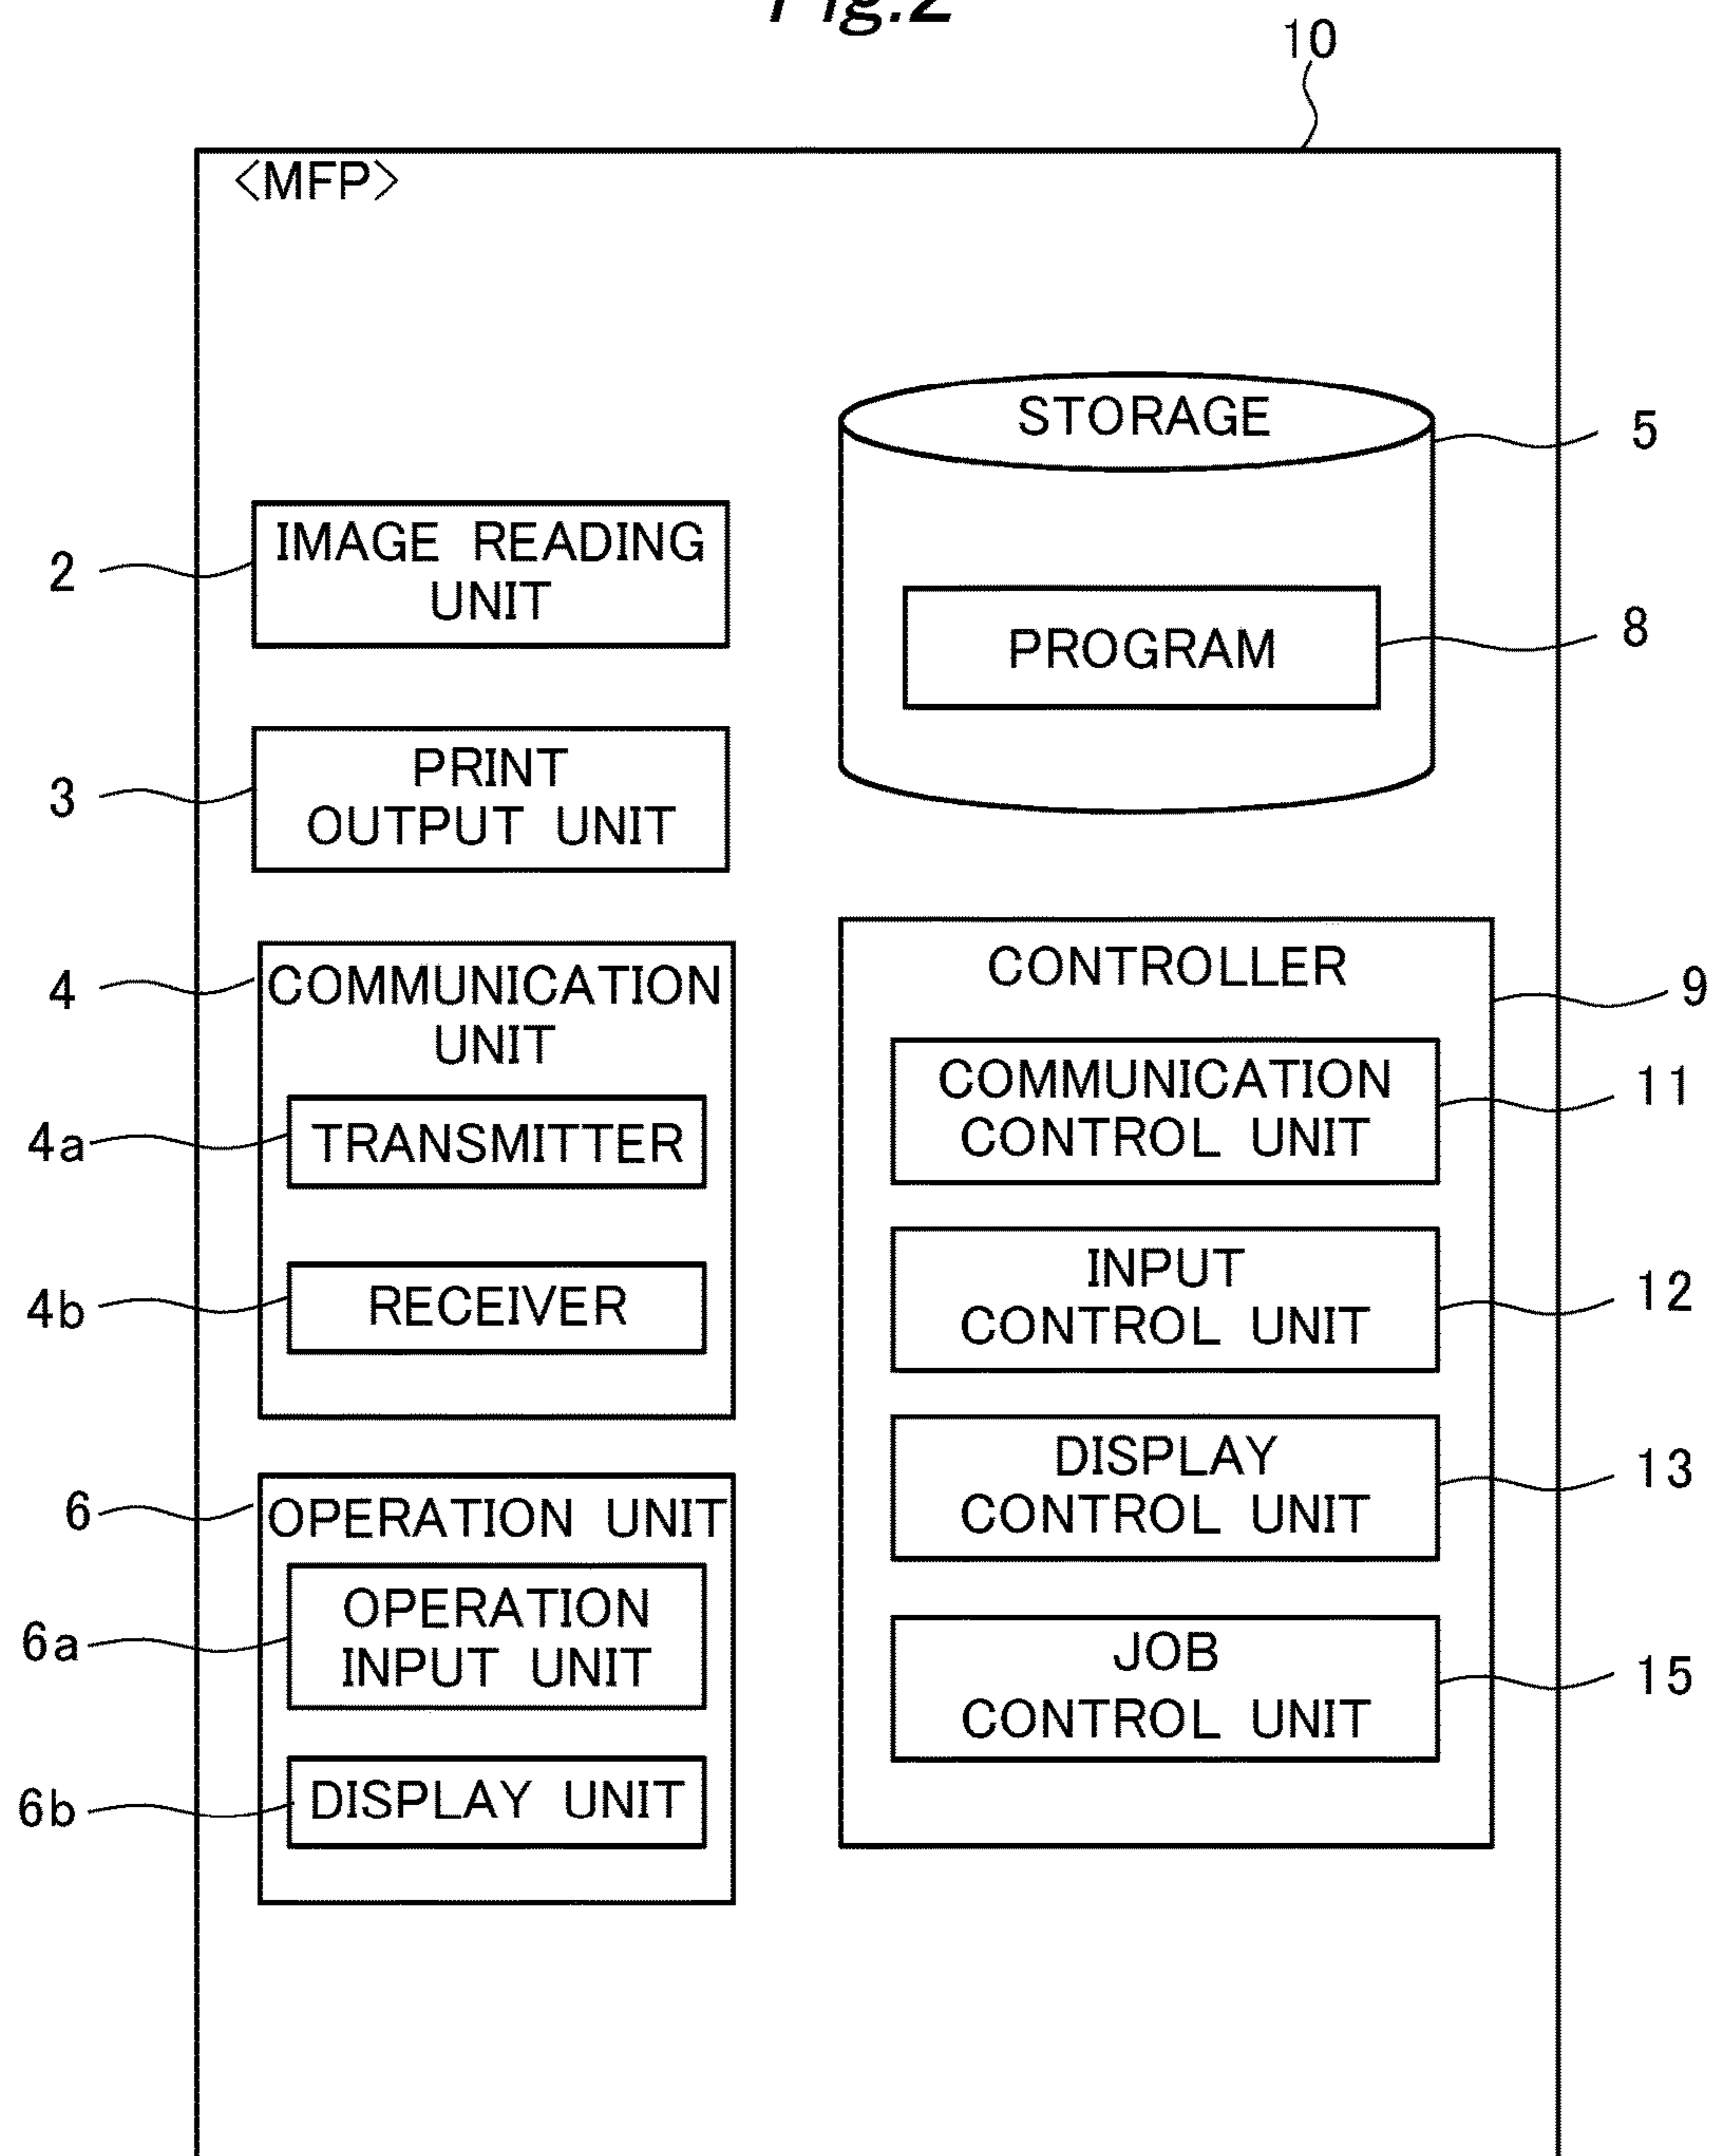 Fig.2
10
<MFP>
STORAGE
5
2
IMAGE READING
UNIT
PROGRAM
8
3
PRINT
OUTPUT UNIT
4
COMMUNICATION
UNIT
4a
TRANSMITTER
4b
RECEIVER
6
OPERATION UNIT
6a
OPERATION
INPUT UNIT
6b
DISPLAY UNIT
CONTROLLER
9
COMMUNICATION
CONTROL UNIT
11
INPUT
CONTROL UNIT
12
DISPLAY
CONTROL UNIT
13
JOB
CONTROL UNIT
15